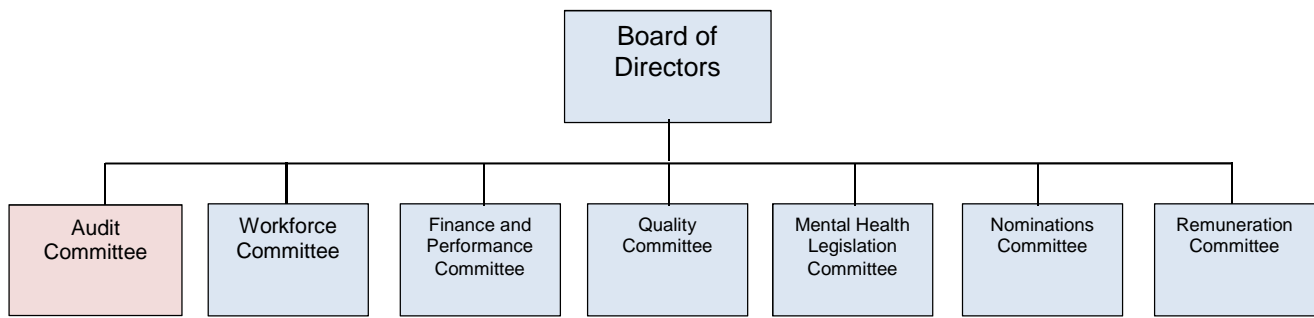 Board of
Directors
Audit
Committee
Workforce
Committee
Finance and
Performance
Committee
Quality
Committee
Mental Health
Legislation
Committee
Nominations
Committee
Remuneration
Committee